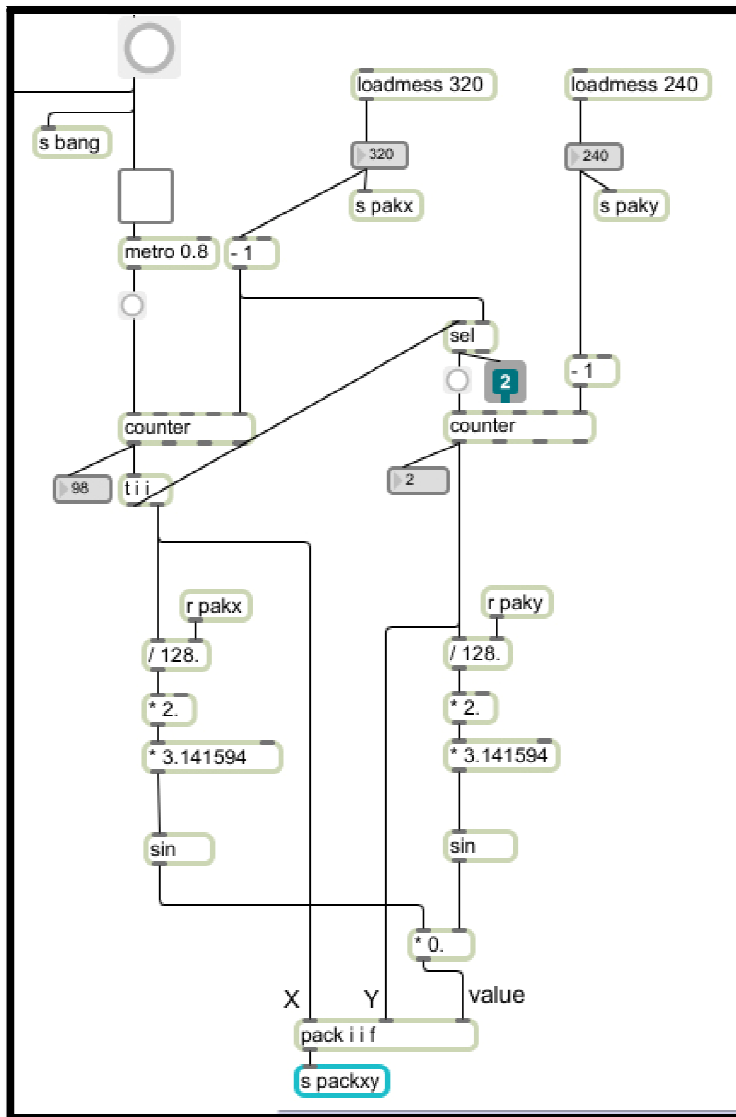 loadmess 320
loadmess 240
s bang
320
240
s pakx
s paky
metro 0.8
- 1
sel
2
- 1
counter
counter
98
t i i
2
r pakx
r paky
/ 128.
/ 128.
* 2.
* 2.
* 3.141594
* 3.141594
sin
sin
* 0.
X
Y
value
pack i i f
s packxy